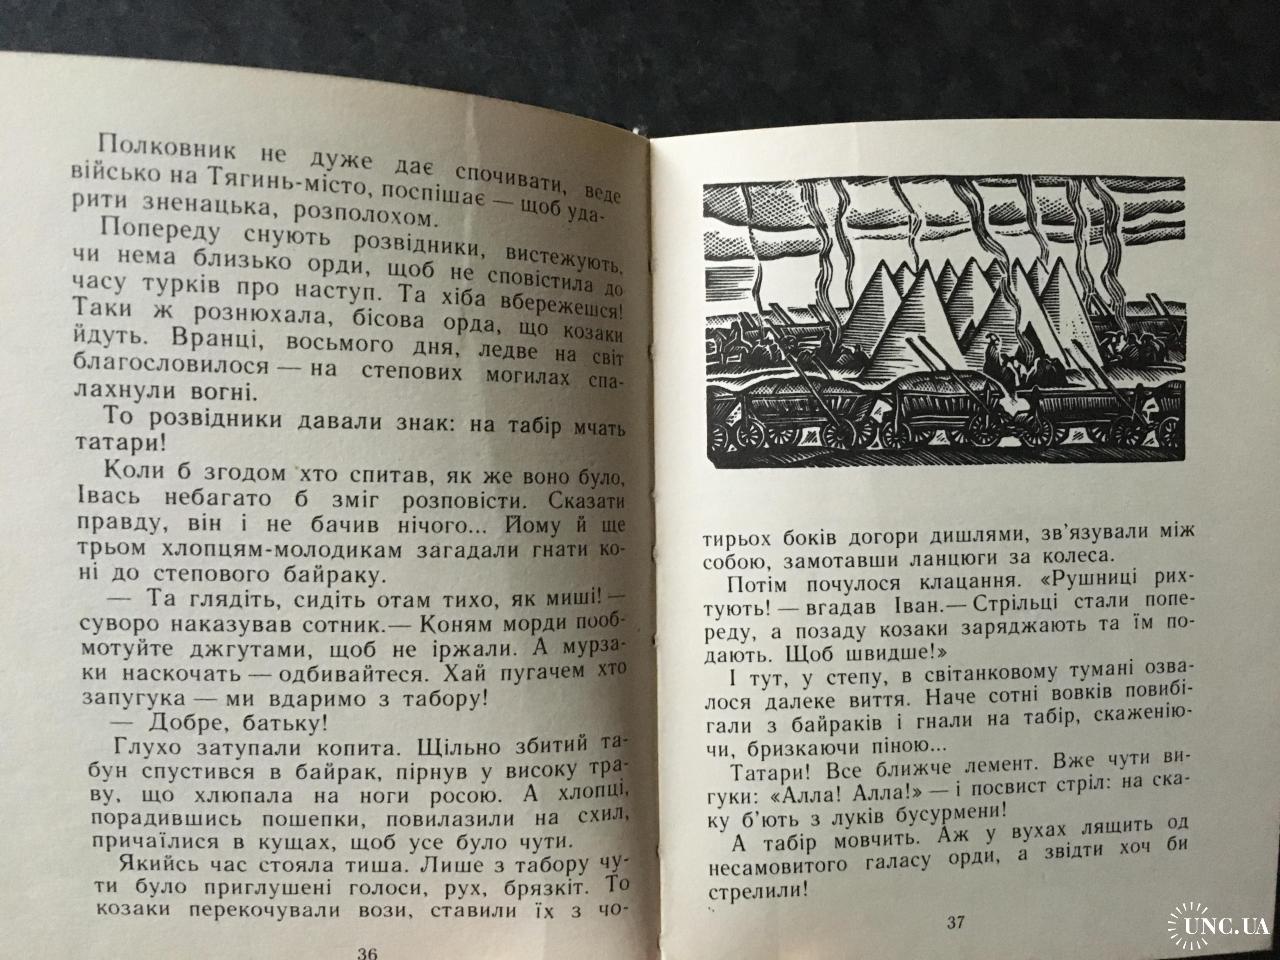 Полковник не дуже дає спочивати, веде
військо на Тягинь-місто, поспішає — щоб уда-
рити зненацька, розполохом.
Попереду снують розвідники, вистежують,
чи нема близько орди, щоб не сповістила до
часу турків про наступ. Та хіба вбережешся!
Таки ж рознюхала, бісова орда, що козаки
йдуть. Вранці, восьмого дня, ледве на світ
благословилося — на степових могилах спа-
лахнули вогні.
То розвідники давали знак: на табір мчать
татари!
Коли б згодом хто спитав, як же воно було,
Івась небагато б зміг розповісти. Сказати
правду, він і не бачив нічого... Йому й ще
трьом хлопцям-молодикам загадали гнати ко-
ні до степового байраку.
— Та глядіть, сидіть отам тихо, як миші! —
суворо наказував сотник.— Коням морди пооб-
мотуйте джгутами, щоб не іржали. А мурза-
ки наскочать — одбивайтеся. Хай пугачем хто
запугука — ми вдаримо з табору!
— Добре, батьку!
Глухо затупали копита. Щільно збитий та-
бун спустився в байрак, пірнув у високу тра-
ву, що хлюпала на ноги росою. А хлопці,
порадившись пошепки, повилазили на схил,
причаїлися в кущах, щоб усе було чути.
Якийсь час стояла тиша. Лише з табору чу-
ти було приглушені голоси, рух, брязкіт. То
козаки перекочували вози, ставили їх з чо-
36
тирьох боків догори дишлями, зв'язували між
собою, замотавши ланцюги за колеса.
Потім почулося клацання. «Рушниці рих-
тують! — вгадав Іван.— Стрільці стали попе-
реду, а позаду козаки заряджають та їм по-
дають. Щоб швидше!»
І тут, у степу, в світанковому тумані озва-
лося далеке виття. Наче сотні вовків повибі-
гали з байраків і гнали на табір, скаженію-
чи, бризкаючи піною...
Татари! Все ближче лемент. Вже чути ви-
гуки: «Алла! Алла!» — і посвист стріл: на ска-
ку б'ють з луків бусурмени!
А табір мовчить. Аж у вухах лящить од
несамовитого галасу орди, а звідти хоч би
стрелили!
37
UNC.UA